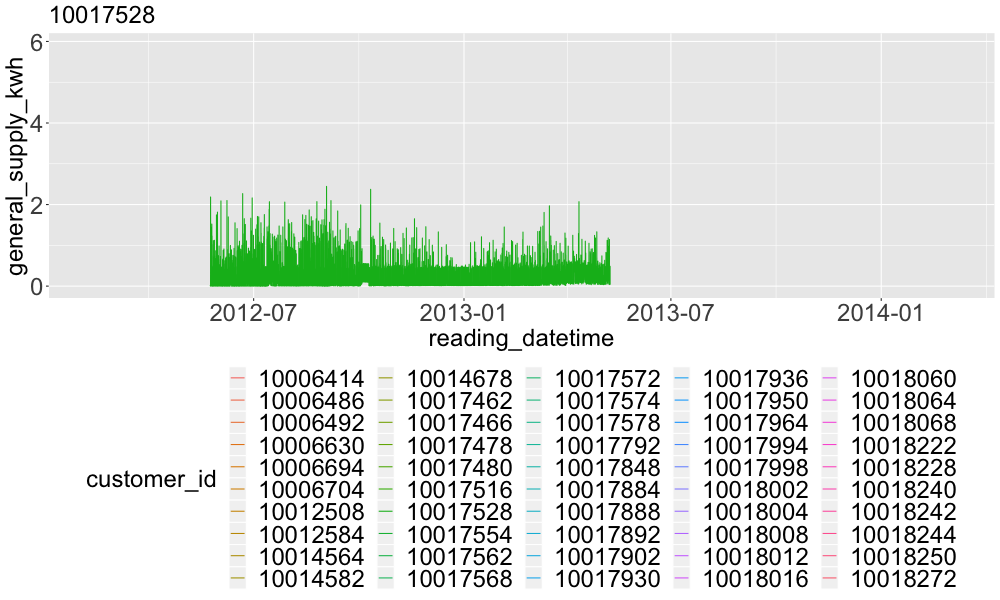 10017528
general_supply_kwh
6
4
2
0
2012-07 2013-01 2013-07 2014-01
reading_datetime
customer_id
10006414 10014678 10017572 10017936 10018060
10006486 10017462 10017574 10017950 10018064
10006492 10017466 10017578 10017964 10018068
10006630 10017478 10017792 10017994 10018222
10006694 10017480 10017848 10017998 10018228
10006704 10017516 10017884 10018002 10018240
10012508 10017528 10017888 10018004 10018242
10012584 10017554 10017892 10018008 10018244
10014564 10017562 10017902 10018012 10018250
10014582 10017568 10017930 10018016 10018272